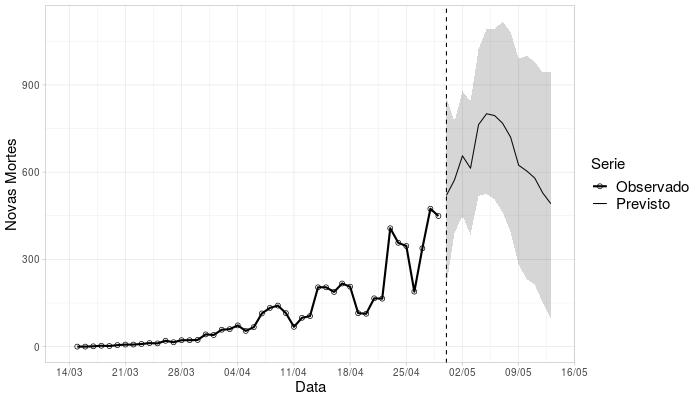 Novas Mortes
900
600
300
0
14/03 21/03 28/03 04/04 11/04 18/04 25/04 02/05 09/05 16/05
Data
Serie
Observado
Previsto